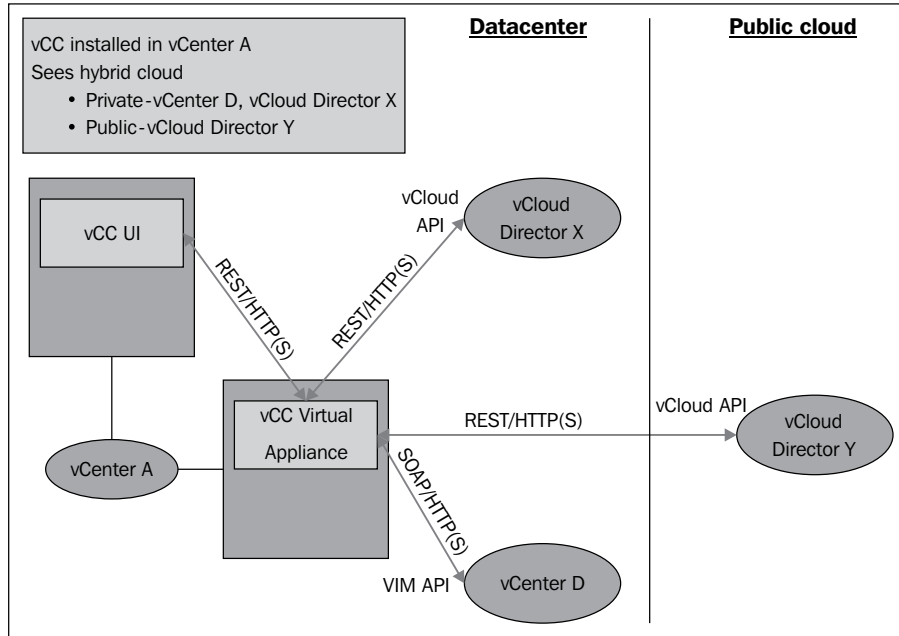 Datacenter
Public cloud
vCC installed in vCenter A
Sees hybrid cloud
• Private-vCenter D, vCloud Director X
• Public-vCloud Director Y
vCC UI
REST/HTTP(S)
vCloud
API
REST/HTTP(S)
vCloud
Director X
vCC Virtual
Appliance
vCenter A
REST/HTTP(S)
vCloud API
vCloud
Director Y
SOAP/HTTP(S)
VIM API
vCenter D